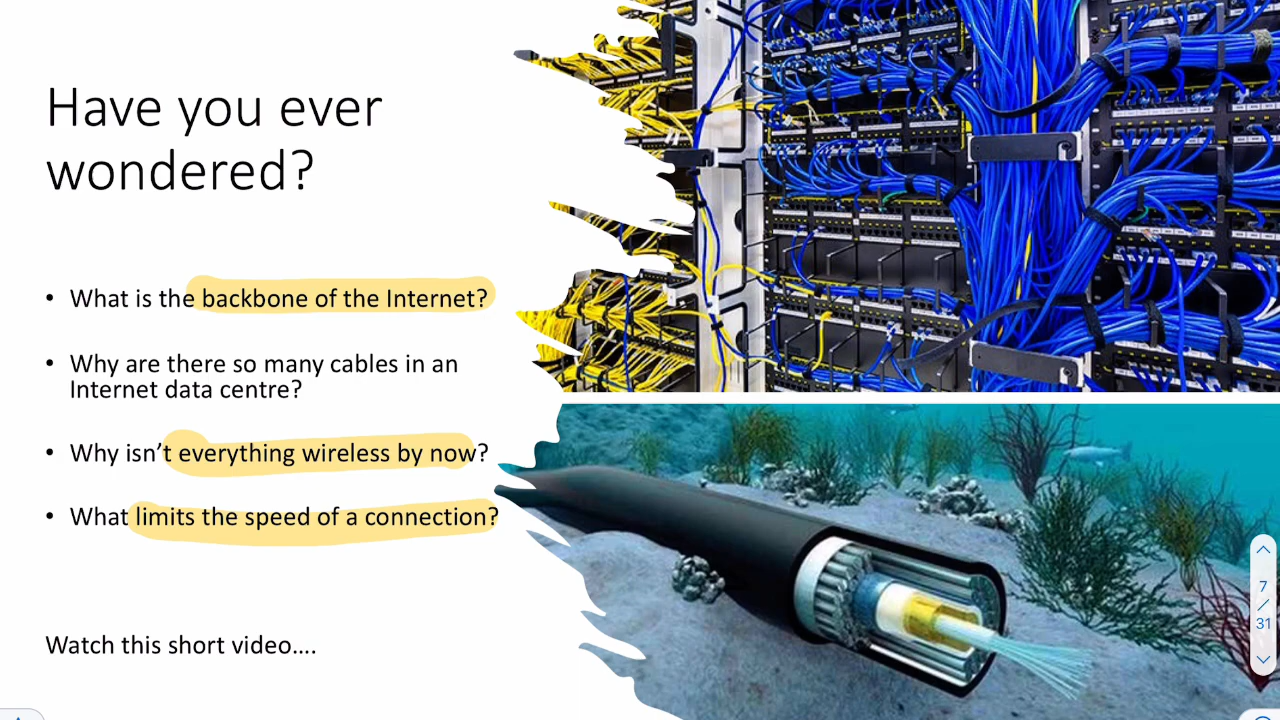 Have you ever
wondered?
• What is the backbone of the Internet?
• Why are there so many cables in an
Internet data centre?
• Why isn’t everything wireless by now?
• What limits the speed of a connection?
Watch this short video....
7
/
31